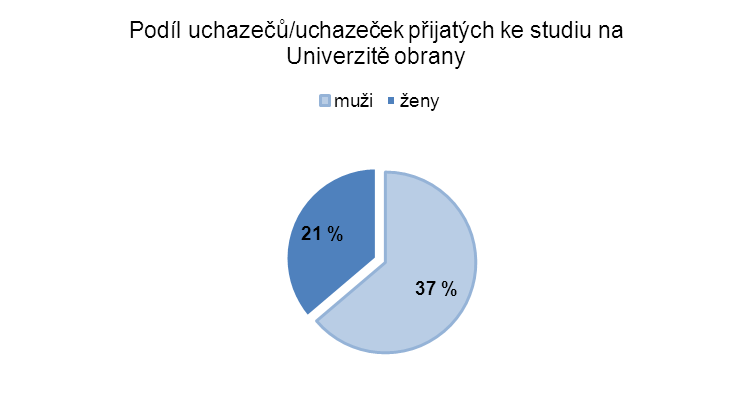 Podíl uchazečů/uchazeček přijatých ke studiu na
Univerzitě obrany
muži ženy
21 %
37 %